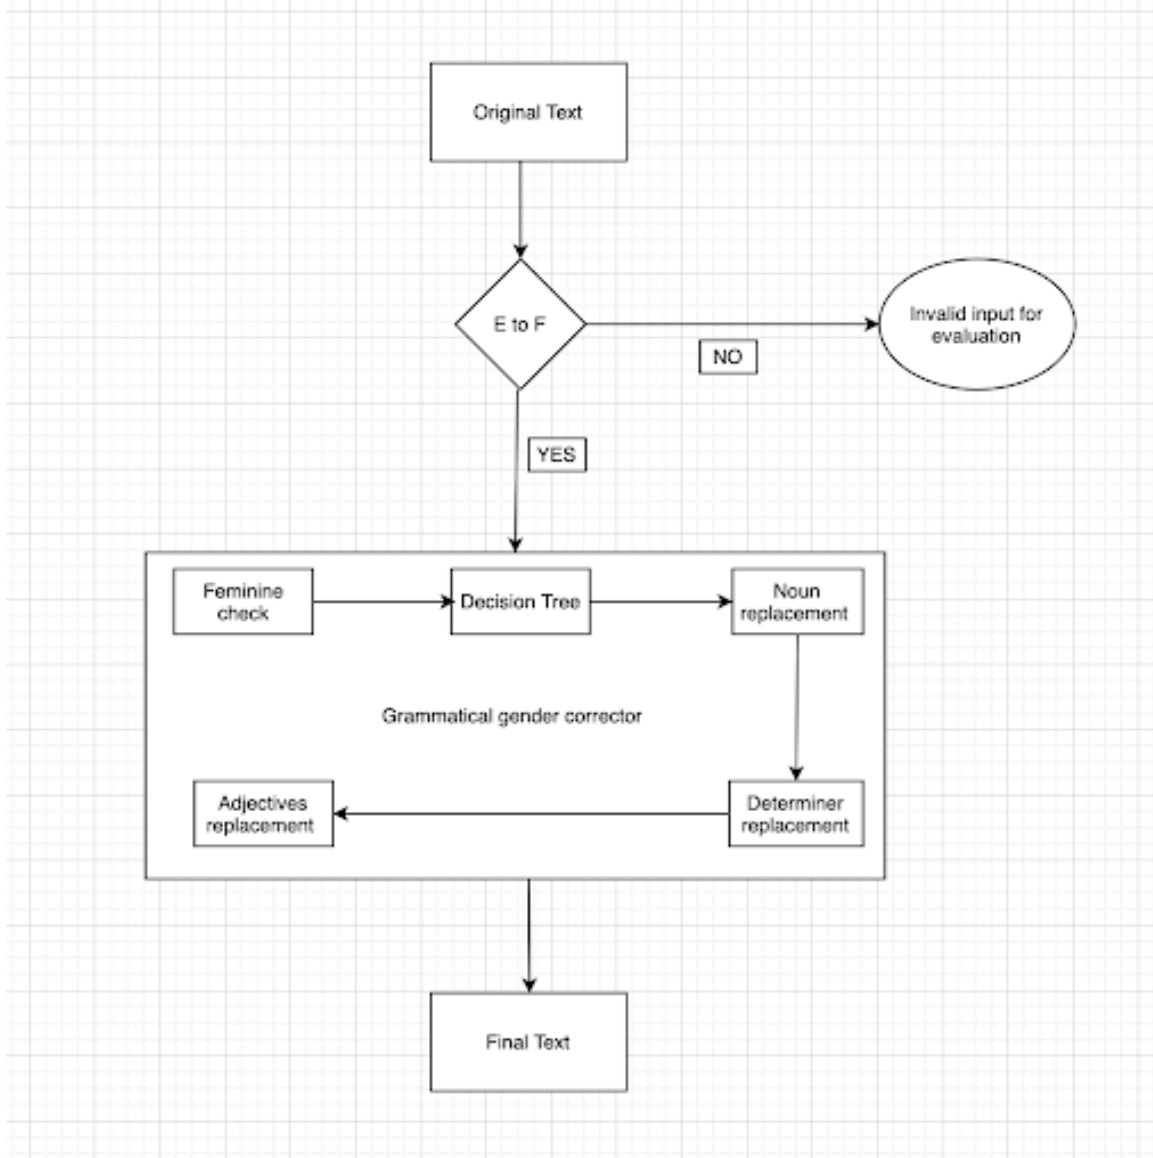 Original Text
E to F
Invalid input for
evaluation
NO
YES
Feminine
check
Decision Tree
Noun
replacement
Grammatical gender corrector
Adjectives
replacement
Determiner
replacement
Final Text